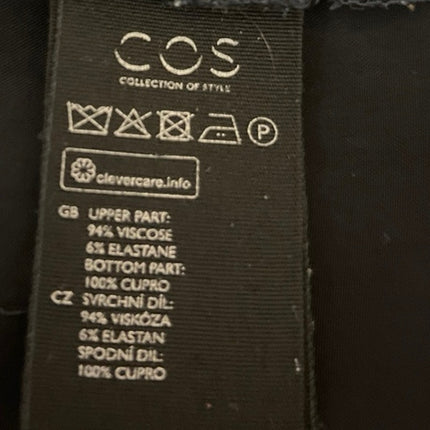 COS
COLLECTION OF STYLE
P
clevercare.info
GB UPPER PART:
94% VISCOSE
6% ELASTANE
BOTTOM PART:
100% CUPRO
CZ SVRCHNÍ DÍL:
94% VISKÓZA
6% ELASTAN
SPODNÍ DÍL:
100% CUPRO